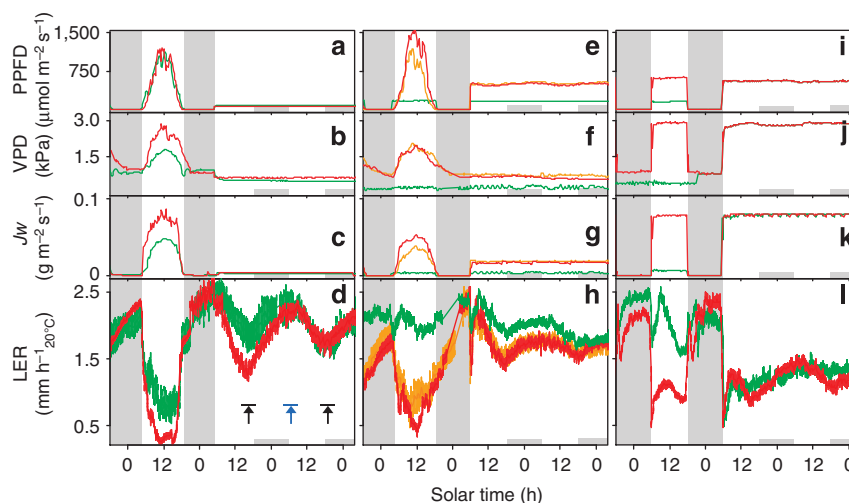 PPFD
(μmol m−2 s−1)
1,500
750
a
e
i
VPD
(kPa)
3.0
1.5
b
f
j
Jw
(g m−2 s−1)
0.1
0
c
g
k
LER
(mm h−1 20°C)
2.5
1.5
0.5
d
h
l
0 12 0 12 0 0 12 0 12 0 0 12 0 12 0
Solar time (h)